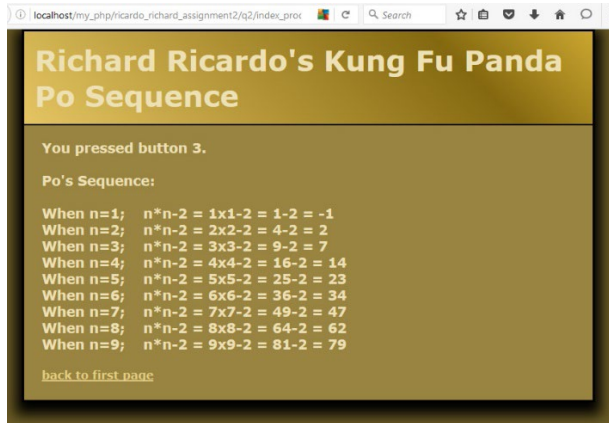 localhost/my_php/ricardo_richard_assignment2/q2/index_proc
Search
Richard Ricardo's Kung Fu Panda
Po Sequence
You pressed button 3.
Po's Sequence:
When n=1; n*n-2 = 1x1-2 = 1-2 = -1
When n=2; n*n-2 = 2x2-2 = 4-2 = 2
When n=3; n*n-2 = 3x3-2 = 9-2 = 7
When n=4; n*n-2 = 4x4-2 = 16-2 = 14
When n=5; n*n-2 = 5x5-2 = 25-2 = 23
When n=6; n*n-2 = 6x6-2 = 36-2 = 34
When n=7; n*n-2 = 7x7-2 = 49-2 = 47
When n=8; n*n-2 = 8x8-2 = 64-2 = 62
When n=9; n*n-2 = 9x9-2 = 81-2 = 79
back to first page